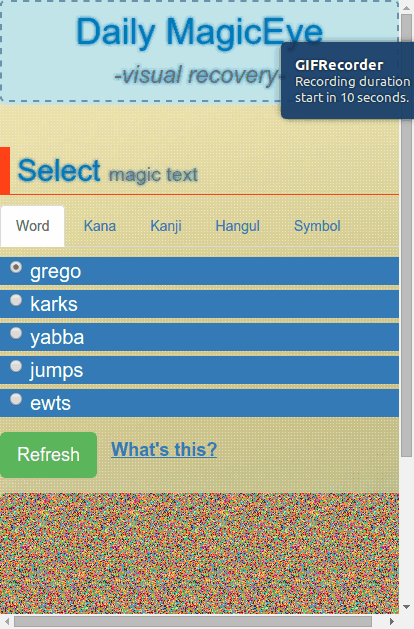 Daily MagicEye
-visual recovery-
GIFRecorder
Recording duration
start in 10 seconds.
Select magic text
Word Kana Kanji Hangul Symbol
grego
karks
yabba
jumps
ewts
Refresh What's this?